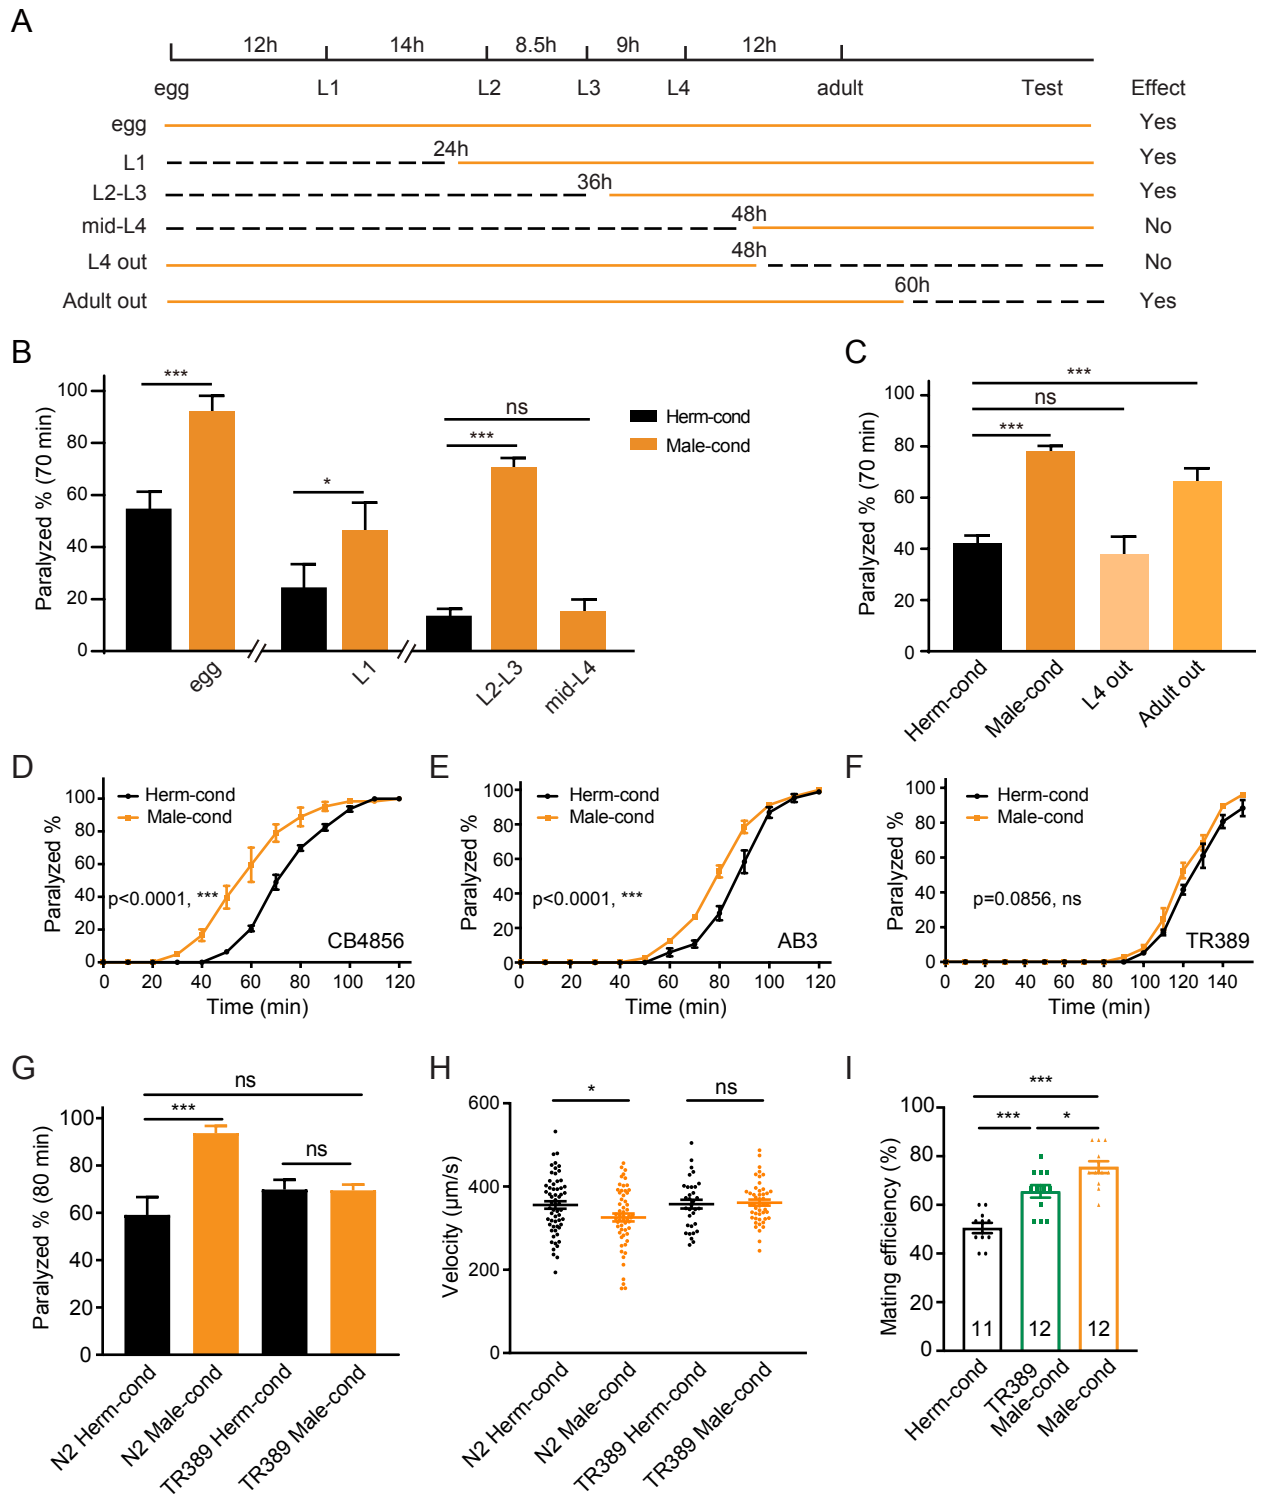 A
12h 14h 8.5h 9h 12h
egg L1 L2 L3 L4 adult Test Effect
egg Yes
L1 24h Yes
L2-L3 36h Yes
mid-L4 48h No
L4 out 48h No
Adult out 60h Yes
B
Paralyzed % (70 min)
100
80
60
40
20
0
***
*
***
ns
Herm-cond
Male-cond
egg
L1
L2-L3
mid-L4
C
Paralyzed % (70 min)
100
80
60
40
20
0
***
ns
***
Herm-cond
Male-cond
L4 out
Adult out
D
Paralyzed %
100
80
60
40
20
0
Herm-cond
Male-cond
p<0.0001, ***
CB4856
0 20 40 60 80 100 120
Time (min)
E
Paralyzed %
100
80
60
40
20
0
Herm-cond
Male-cond
p<0.0001, ***
AB3
0 20 40 60 80 100 120
Time (min)
F
Paralyzed %
100
80
60
40
20
0
Herm-cond
Male-cond
p=0.0856, ns
TR389
0 20 40 60 80 100 120 140
Time (min)
G
Paralyzed % (80 min)
100
80
60
40
20
0
ns
***
ns
N2 Herm-cond
N2 Male-cond
TR389 Herm-cond
TR389 Male-cond
H
Velocity (μm/s)
600
400
200
0
*
ns
N2 Herm-cond
N2 Male-cond
TR389 Herm-cond
TR389 Male-cond
I
Mating efficiency (%)
100
80
60
40
20
0
***
*** *
11 12 12
Herm-cond
TR389
Male-cond
Male-cond